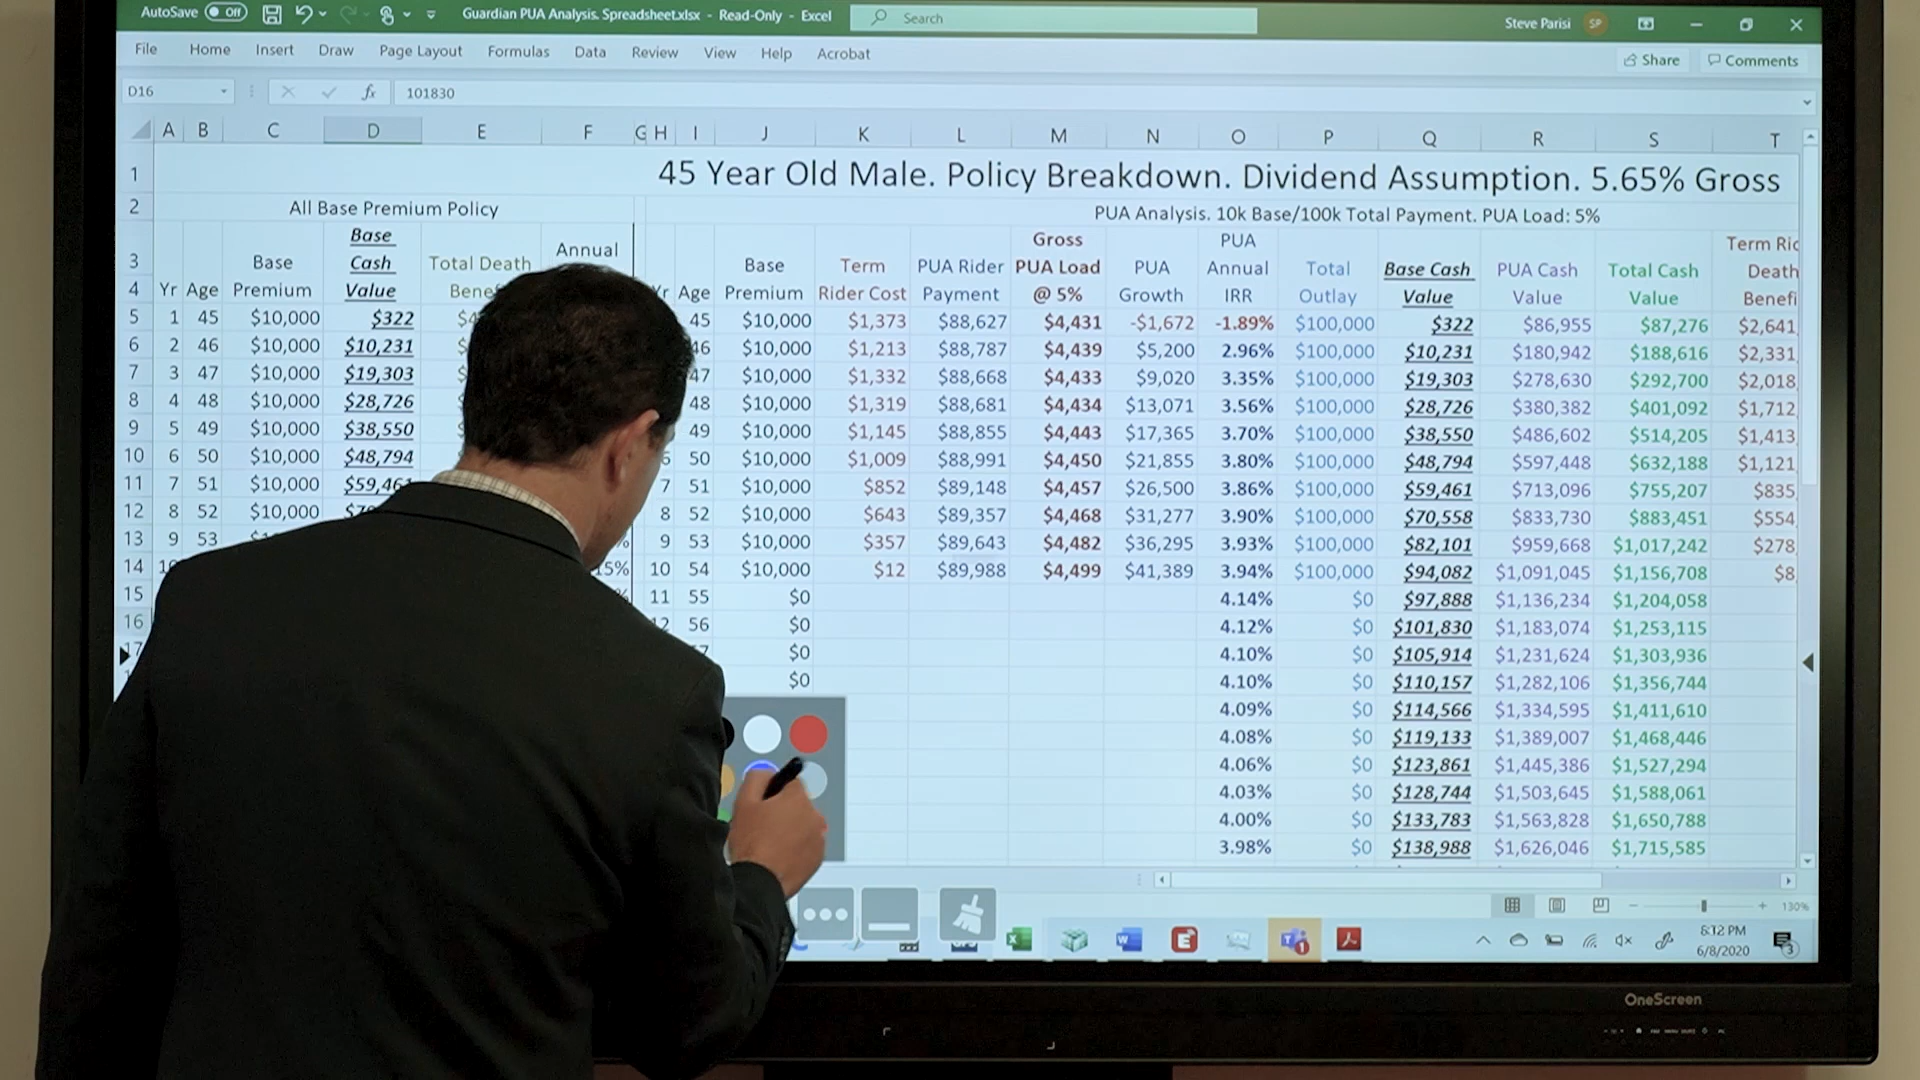 AutoSave Off Guardian PUA Analysis. Spreadsheet.xlsx - Read-Only - Excel Search Steve Parisi SP
File Home Insert Draw Page Layout Formulas Data Review View Help Acrobat Share Comments
D16 fx 101830
A B C D E F G H I J K L M N O P Q R S T
1 45 Year Old Male. Policy Breakdown. Dividend Assumption. 5.65% Gross
2 All Base Premium Policy PUA Analysis. 10k Base/100k Total Payment. PUA Load: 5%
Base Gross PUA
3 Base Cash Total Death Annual Base Term PUA Rider PUA Load PUA Annual Total Base Cash PUA Cash Total Cash Death
4 Yr Age Premium Value Age Premium Rider Cost Payment @ 5% Growth IRR Outlay Value Value Value
5 1 45 $10,000 $322 45 $10,000 $1,373 $88,627 $4,431 -$1,672 -1.89% $100,000 $322 $86,955 $87,276 $2,641
6 2 46 $10,000 $10,231 46 $10,000 $1,213 $88,787 $4,439 $5,200 2.96% $100,000 $10,231 $180,942 $188,616 $2,331
7 3 47 $10,000 $19,303 47 $10,000 $1,332 $88,668 $4,433 $9,020 3.35% $100,000 $19,303 $278,630 $292,700 $2,018
8 4 48 $10,000 $28,726 48 $10,000 $1,319 $88,681 $4,434 $13,071 3.56% $100,000 $28,726 $380,382 $401,092 $1,712
9 5 49 $10,000 $38,550 49 $10,000 $1,145 $88,855 $4,443 $17,365 3.70% $100,000 $38,550 $486,602 $514,205 $1,413
10 6 50 $10,000 $48,794 50 $10,000 $1,009 $88,991 $4,450 $21,855 3.80% $100,000 $48,794 $597,448 $632,188 $1,121
11 7 51 $10,000 7 51 $10,000 $852 $89,148 $4,457 $26,500 3.86% $100,000 $59,461 $713,096 $755,207 $835
12 8 52 $10,000 8 52 $10,000 $643 $89,357 $4,468 $31,277 3.90% $100,000 $70,558 $833,730 $883,451 $554
13 9 53 9 53 $10,000 $357 $89,643 $4,482 $36,295 3.93% $100,000 $82,101 $959,668 $1,017,242 $278
14 10 54 $10,000 $12 $89,988 $4,499 $41,389 3.94% $100,000 $94,082 $1,091,045 $1,156,708 $8
15 11 55 $0 4.14% $0 $97,888 $1,136,234 $1,204,058
16 56 $0 4.12% $0 $101,830 $1,183,074 $1,253,115
$0 4.10% $0 $105,914 $1,231,624 $1,303,936
$0 4.10% $0 $110,157 $1,282,106 $1,356,744
4.09% $0 $114,566 $1,334,595 $1,411,610
4.08% $0 $119,133 $1,389,007 $1,468,446
4.06% $0 $123,861 $1,445,386 $1,527,294
4.03% $0 $128,744 $1,503,645 $1,588,061
4.00% $0 $133,783 $1,563,828 $1,650,788
3.98% $0 $138,988 $1,626,046 $1,715,585
130%
6:12 PM
6/8/2020
OneScreen